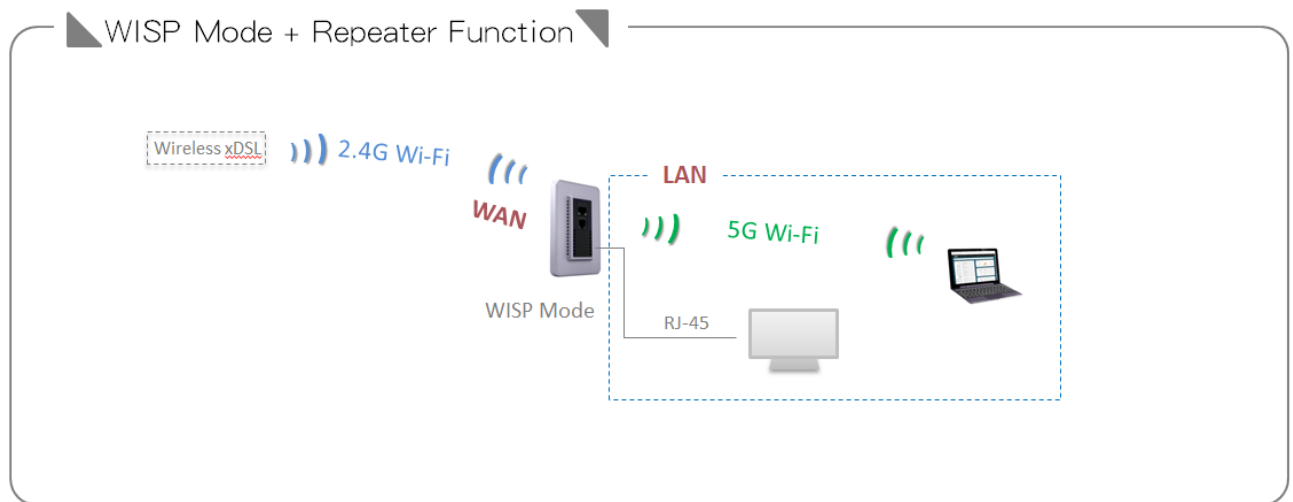 WISP Mode + Repeater Function
Wireless xDSL
2.4G Wi-Fi
WAN
LAN
5G Wi-Fi
WISP Mode
RJ-45